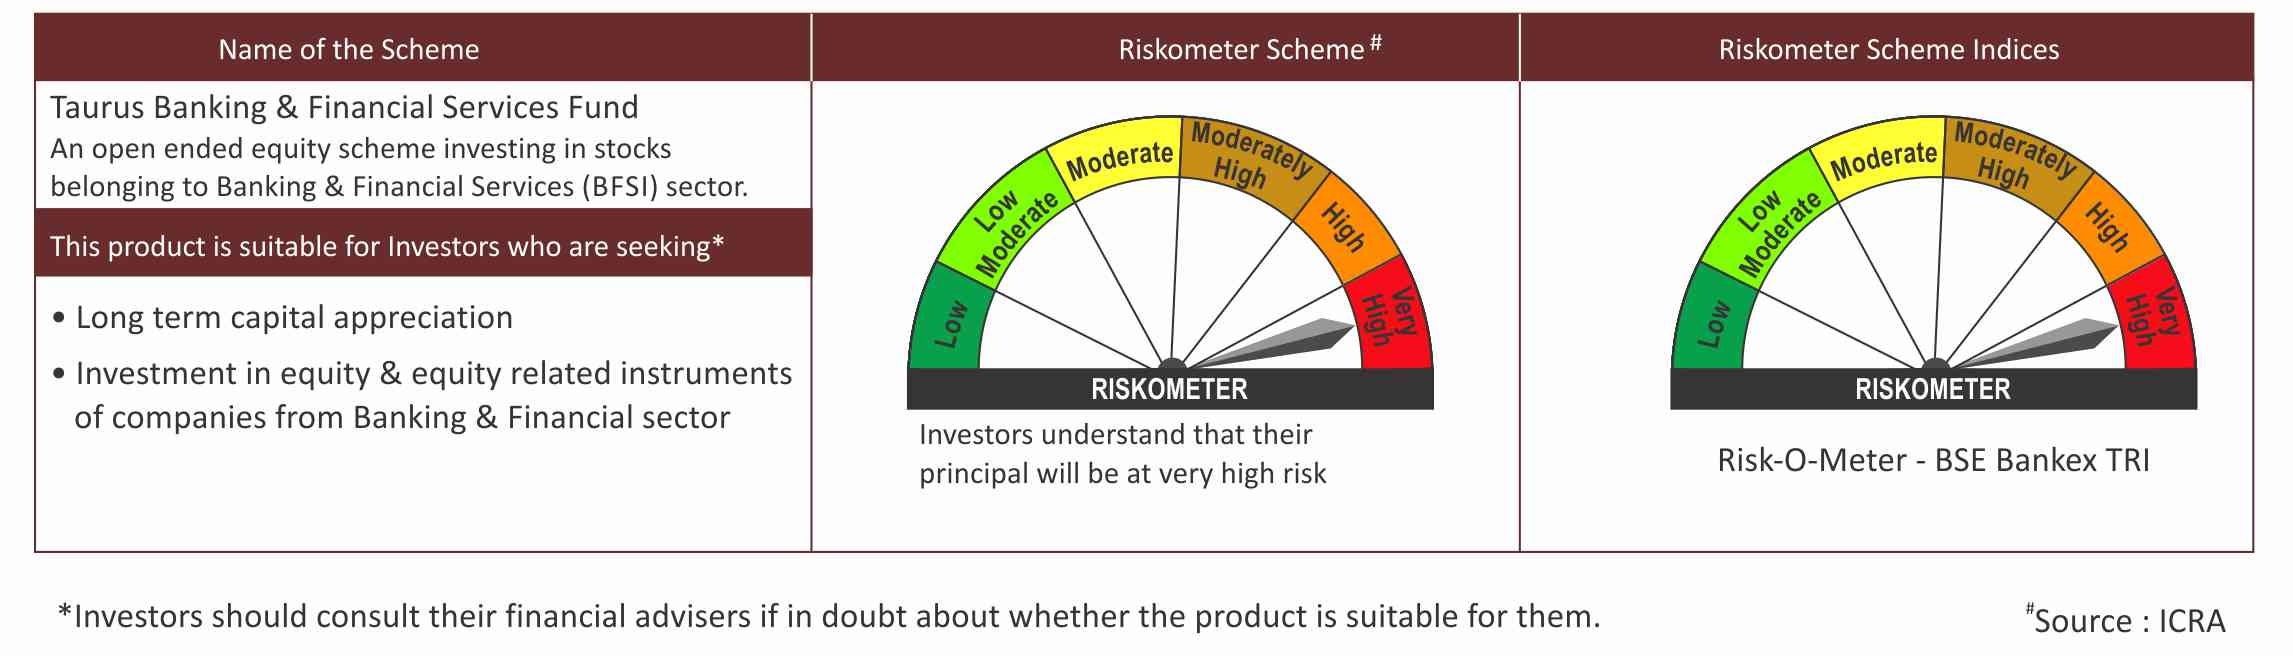 Name of the Scheme
Riskometer Scheme #
Riskometer Scheme Indices
Taurus Banking & Financial Services Fund
An open ended equity scheme investing in stocks
belonging to Banking & Financial Services (BFSI) sector.
This product is suitable for Investors who are seeking*
• Long term capital appreciation
• Investment in equity & equity related instruments
of companies from Banking & Financial sector
Low
Low
Moderate
Moderate
Moderately
High
High
Very
High
RISKOMETER
Investors understand that their
principal will be at very high risk
Low
Low
Moderate
Moderate
Moderately
High
High
Very
High
RISKOMETER
Risk-O-Meter - BSE Bankex TRI
*Investors should consult their financial advisers if in doubt about whether the product is suitable for them.
#Source : ICRA